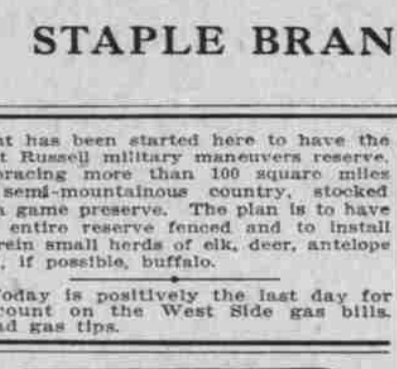 STAPLE BRAN
nt has been started here to have the
t Russell military maneuvers reserve,
bracing more than 100 square miles
semi-mountainous country, stocked
a game preserve. The plan is to have
entire reserve fenced and to install
rein small herds of elk, deer, antelope
, if possible, buffalo.
Today is positively the last day for
count on the West Side gas bills.
ad gas tips.